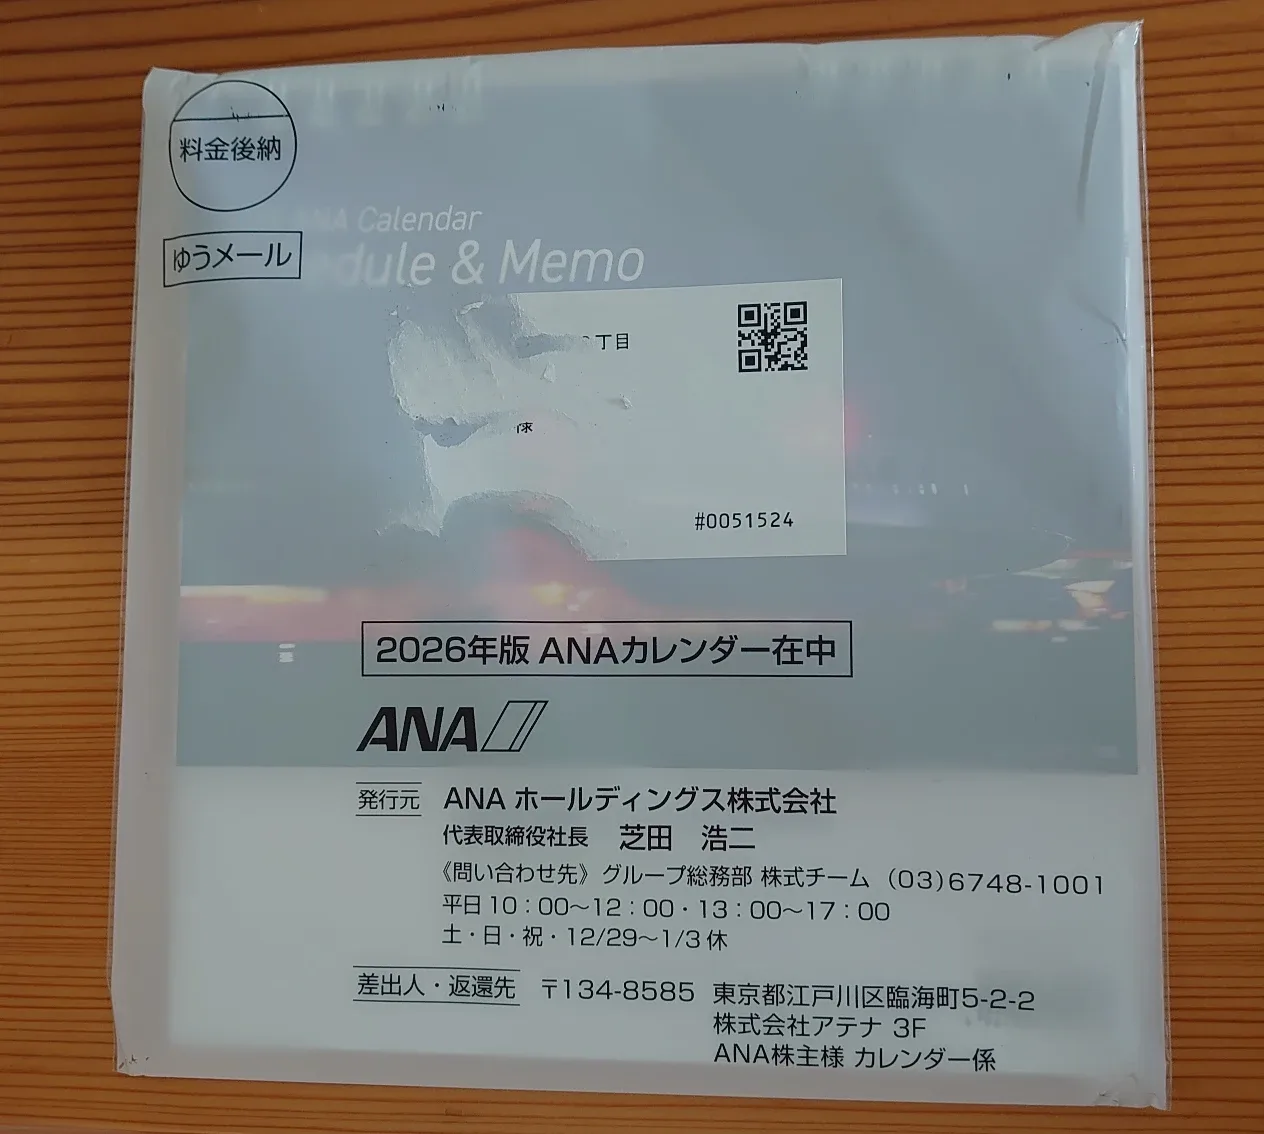 料金後納
ゆうメール
ANA Calendar
dule & Memo
丁目
様
#0051524
2026年版 ANAカレンダー在中
ANA
発行元 ANA ホールディングス株式会社
代表取締役社長 芝田 浩二
《問い合わせ先》グループ総務部 株式チーム (03)6748-1001
平日10:00〜12:00・13:00〜17:00
土・日・祝・12/29〜1/3休
差出人・返還先 〒134-8585 東京都江戸川区臨海町5-2-2
株式会社アテナ 3F
ANA株主様 カレンダー係